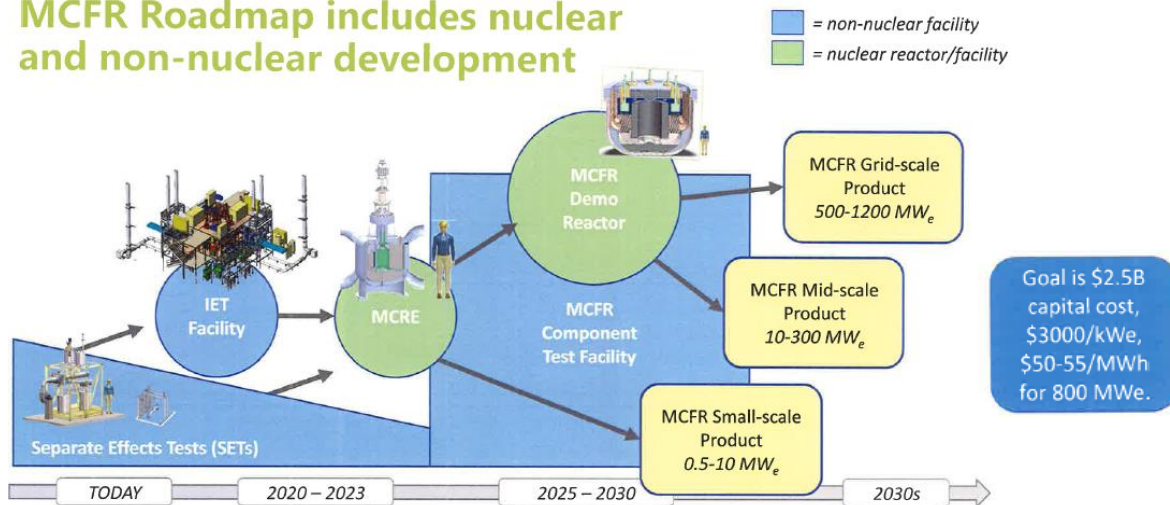 MCFR Roadmap includes nuclear
and non-nuclear development
= non-nuclear facility
= nuclear reactor/facility
MCFR
Demo
Reactor
MCFR Grid-scale
Product
500-1200 MWe
IET
Facility
MCRE
MCFR
Component
Test Facility
MCFR Mid-scale
Product
10-300 MWe
Goal is $2.5B
capital cost,
$3000/kWe,
$50-55/MWh
for 800 MWe.
Separate Effects Tests (SETs)
MCFR Small-scale
Product
0.5-10 MWe
TODAY
2020 – 2023
2025 – 2030
2030s